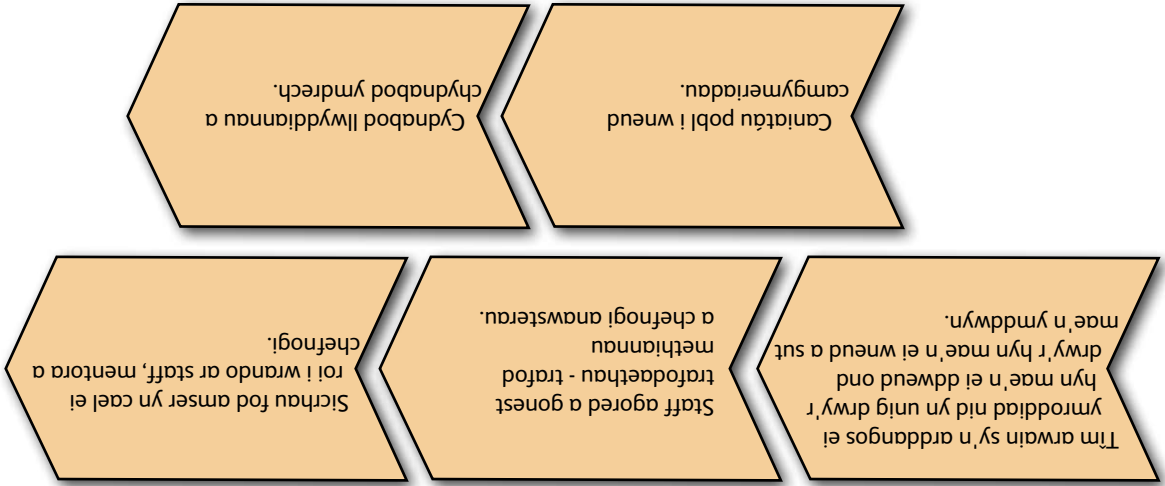 Tîm arwain sy'n arddangos ei
ymroddiad nid yn unig drwy'r
hyn mae'n ei ddweud ond
drwy'r hyn mae'n ei wneud a sut
mae'n ymddwyn.
Staff agored a gonest
trafodaethau - trafod
methiannau
a chefnogi anawsterau.
Sicrhau fod amser yn cael ei
roi i wrando ar staff, mentora a
chefnogi.
Caniatáu pobl i wneud
camgymeriadau.
Cydnabod llwyddiannau a
chydnabod ymdrech.